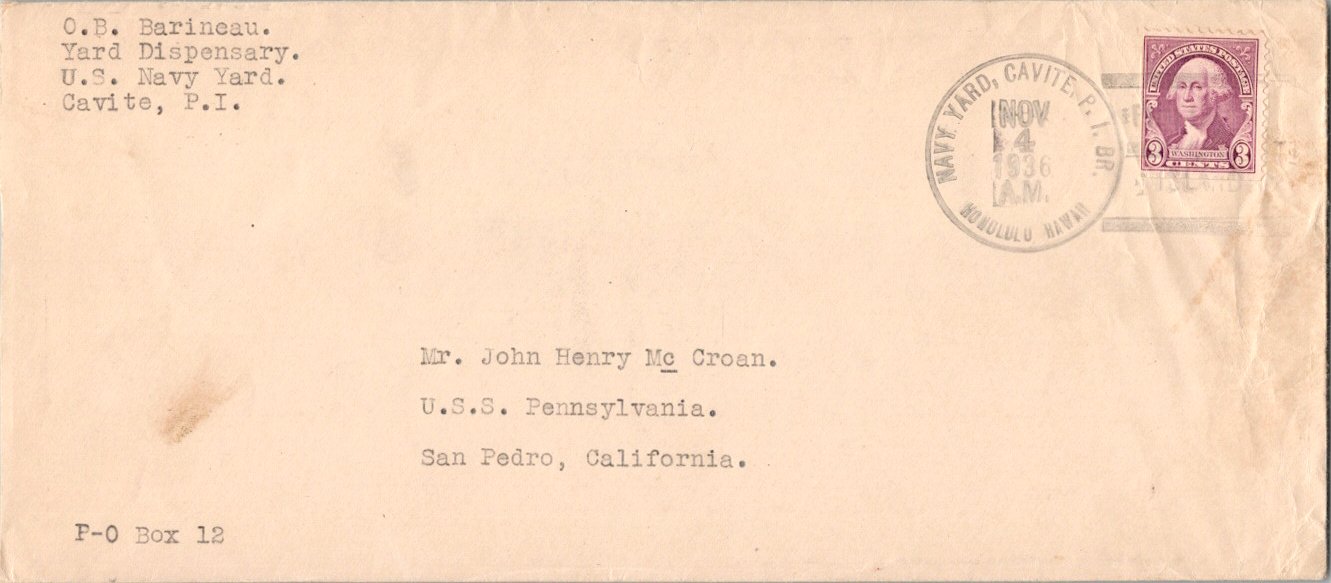 O.B. Barineau.
Yard Dispensary.
U.S. Navy Yard.
Cavite, P.I.
NAVY YARD, CAVITE, P. I. BR.
NOV
4
1936
A.M.
HONOLULU HAWAII
UNITED STATES POSTAGE
WASHINGTON
3 CENTS 3
Mr. John Henry Mc Croan.
U.S.S. Pennsylvania.
San Pedro, California.
P-O Box 12